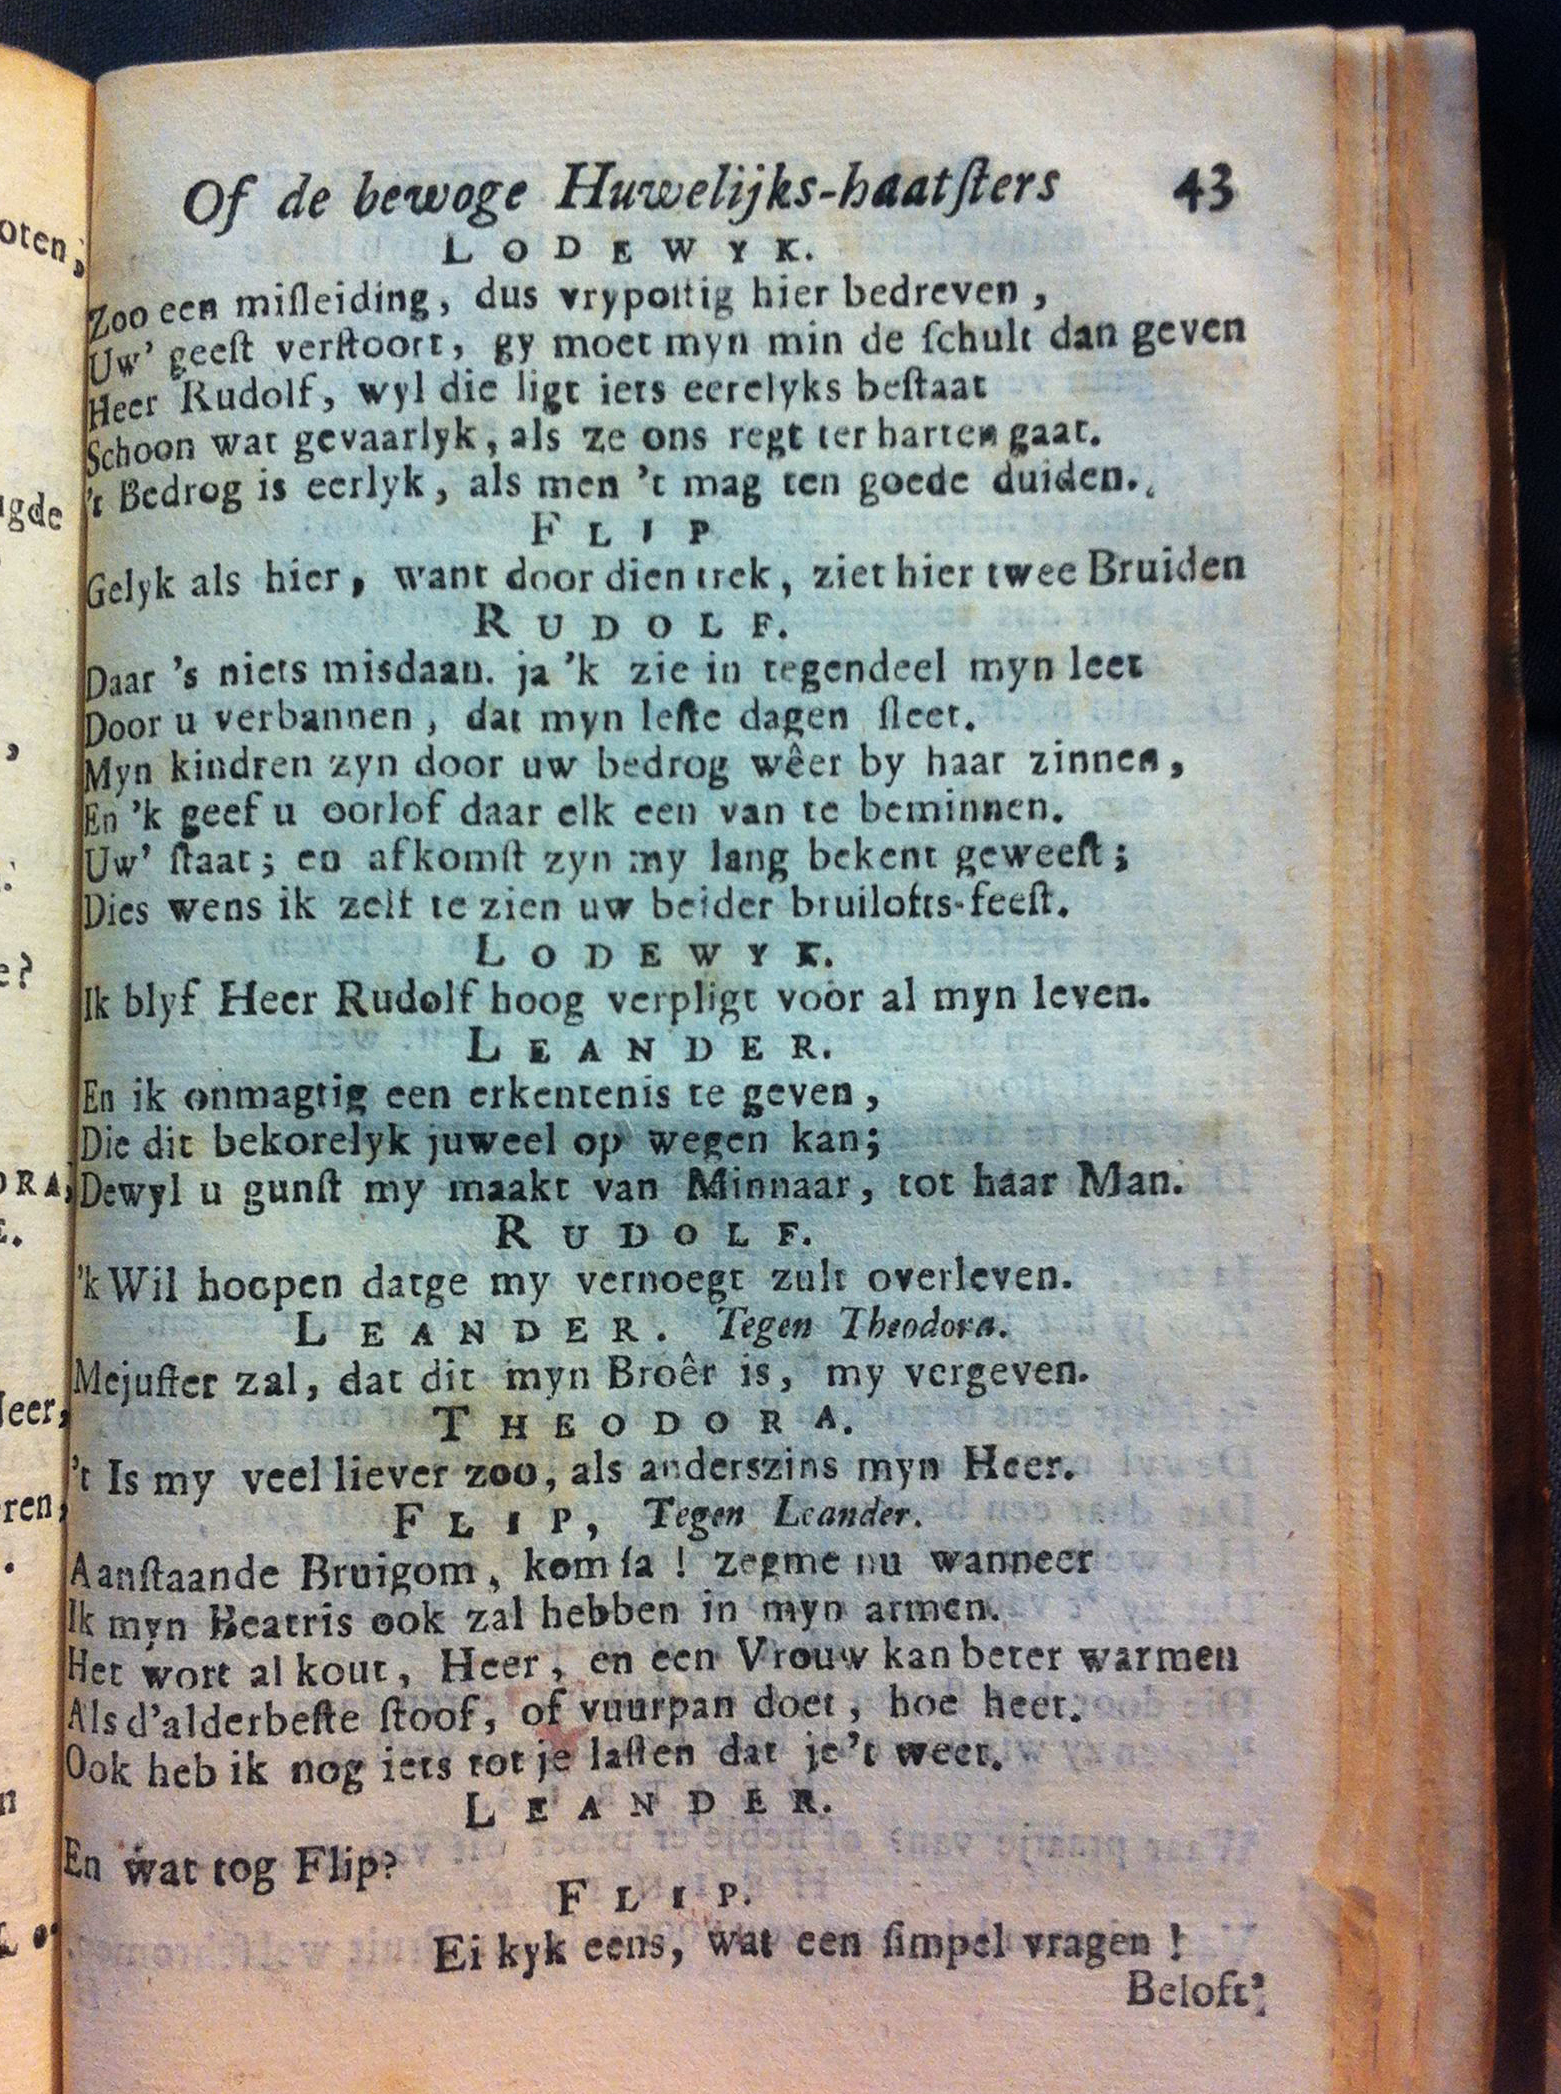 Of de bewoge Huwelijks-haatſters 43
LODEWYK.
Zoo een miſleiding, dus vrypoſtig hier bedreven,
Uw' geeſt verſtoort, gy moet myn min de ſchult dan geven
Heer Rudolf, wyl die ligt iets eerelyks beſtaat
Schoon wat gevaarlyk, als ze ons regt ter harten gaat.
't Bedrog is eerlyk, als men 't mag ten goede duiden.
FLIP
Gelyk als hier, want door dien trek, ziet hier twee Bruiden
RUDOLF.
Daar 's niets misdaan. ja 'k zie in tegendeel myn leet
Door u verbannen, dat myn leſte dagen ſleet.
Myn kindren zyn door uw bedrog wêer by haar zinnen,
En 'k geef u oorlof daar elk een van te beminnen.
Uw' ſtaat; en afkomſt zyn my lang bekent geweeſt;
Dies wens ik zelf te zien uw beider bruilofts-feeſt.
LODEWYK.
Ik blyf Heer Rudolf hoog verpligt voor al myn leven.
LEANDER.
En ik onmagtig een erkentenis te geven,
Die dit bekorelyk juweel op wegen kan;
Dewyl u gunſt my maakt van Minnaar, tot haar Man.
RUDOLF.
'k Wil hoopen datge my vernoegt zult overleven.
LEANDER. Tegen Theodora.
Mejuffer zal, dat dit myn Broêr is, my vergeven.
THEODORA.
't Is my veel liever zoo, als anderszins myn Heer.
FLIP, Tegen Leander.
Aanſtaande Bruigom, kom ſa! zegme nu wanneer
Ik myn Beatris ook zal hebben in myn armen.
Het wort al kout, Heer, en een Vrouw kan beter warmen
Als d'alderbeſte ſtoof, of vuurpan doet, hoe heet.
Ook heb ik nog iets tot je laſten dat je 't weet.
LEANDER.
En wat tog Flip?
FLIP.
Ei kyk eens, wat een ſimpel vragen!
Beloft'
oten;
gde
,
e?
ORA,
Heer,
ren,
.
n